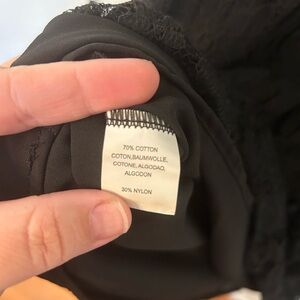 70% COTTON
COTON,BAUMWOLLE,
COTONE, ALGODAO,
ALGODON
30% NYLON